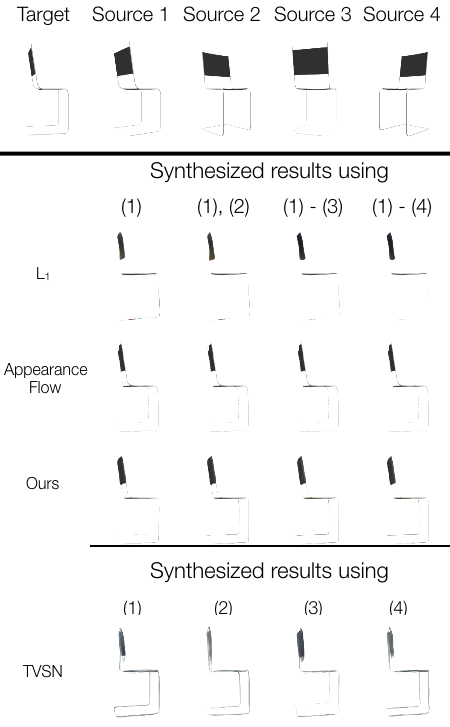 Target Source 1 Source 2 Source 3 Source 4
Synthesized results using
(1) (1), (2) (1) - (3) (1) - (4)
L₁
Appearance
Flow
Ours
Synthesized results using
(1) (2) (3) (4)
TVSN